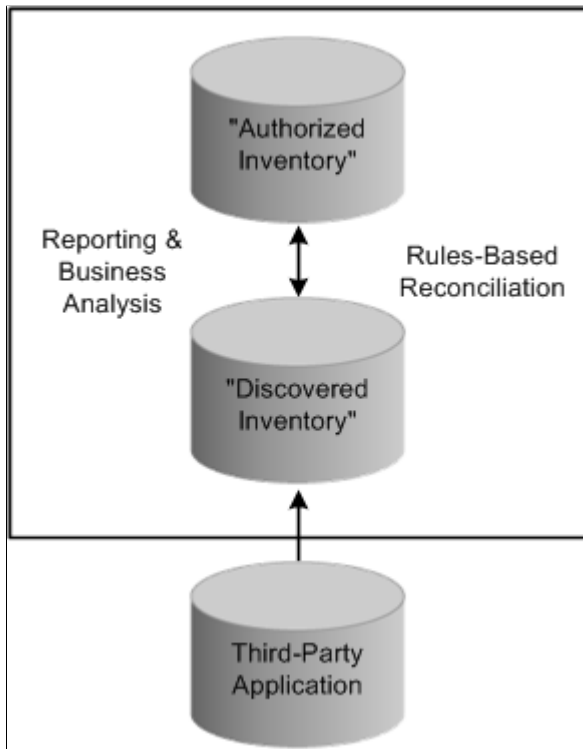 "Authorized
Inventory"
Reporting &
Business
Analysis
Rules-Based
Reconciliation
"Discovered
Inventory"
Third-Party
Application